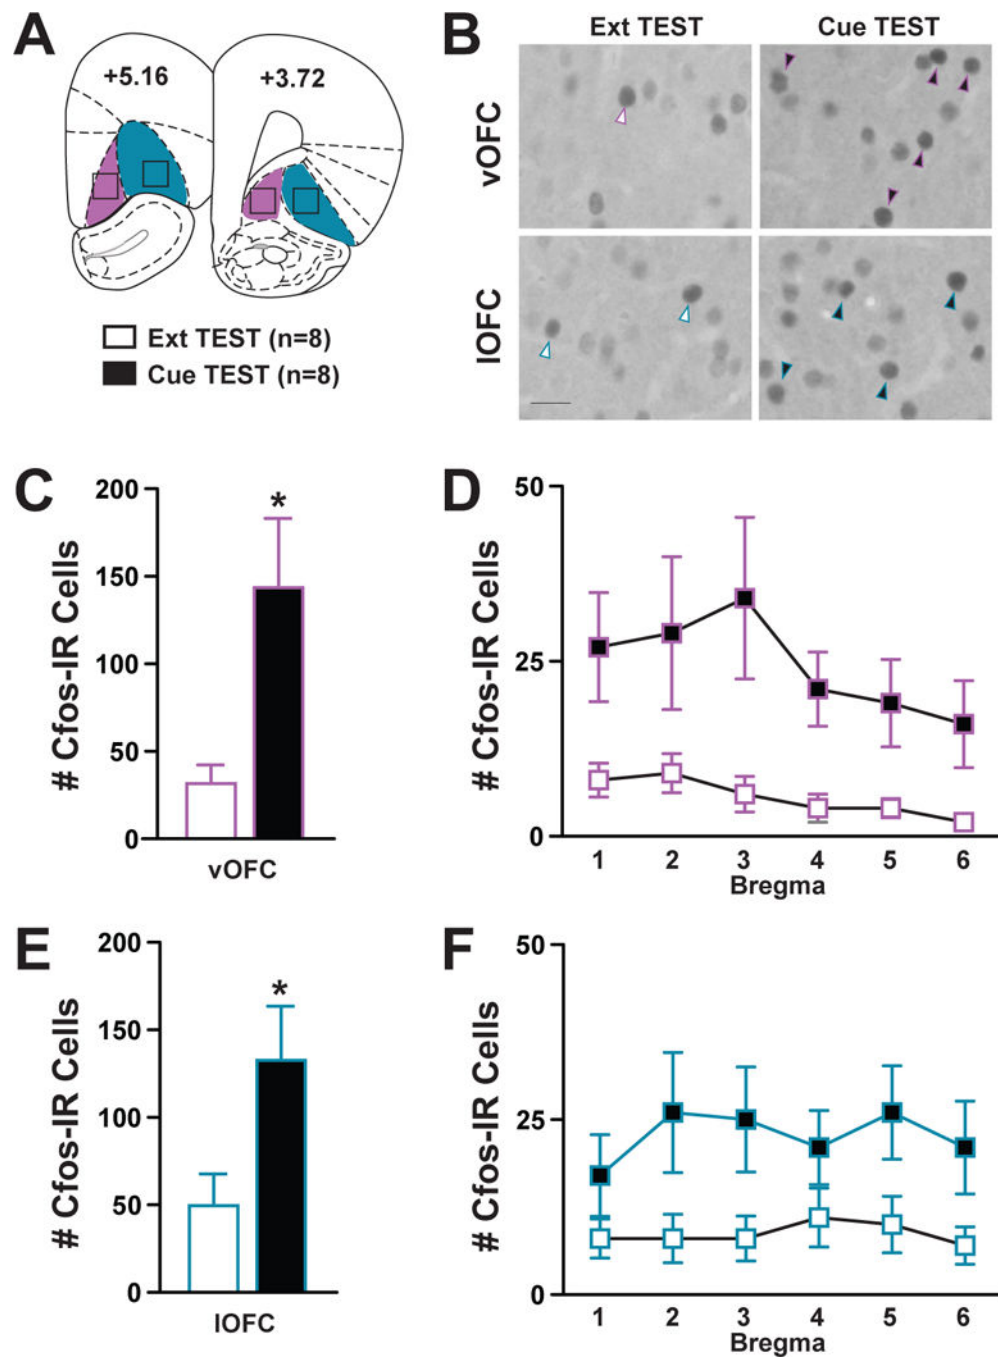 A
+5.16
+3.72
Ext TEST (n=8)
Cue TEST (n=8)
B
Ext TEST
Cue TEST
vOFC
lOFC
C
# Cfos-IR Cells
200
*
150
100
50
0
vOFC
D
# Cfos-IR Cells
50
25
0
1 2 3 4 5 6
Bregma
E
# Cfos-IR Cells
200
*
150
100
50
0
lOFC
F
# Cfos-IR Cells
50
25
0
1 2 3 4 5 6
Bregma